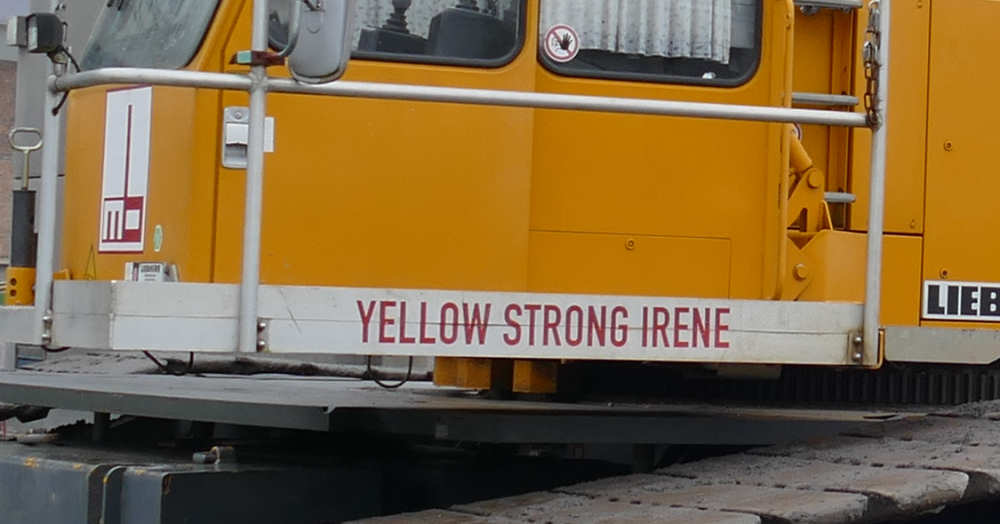 YELLOW STRONG IRENE
LIEB